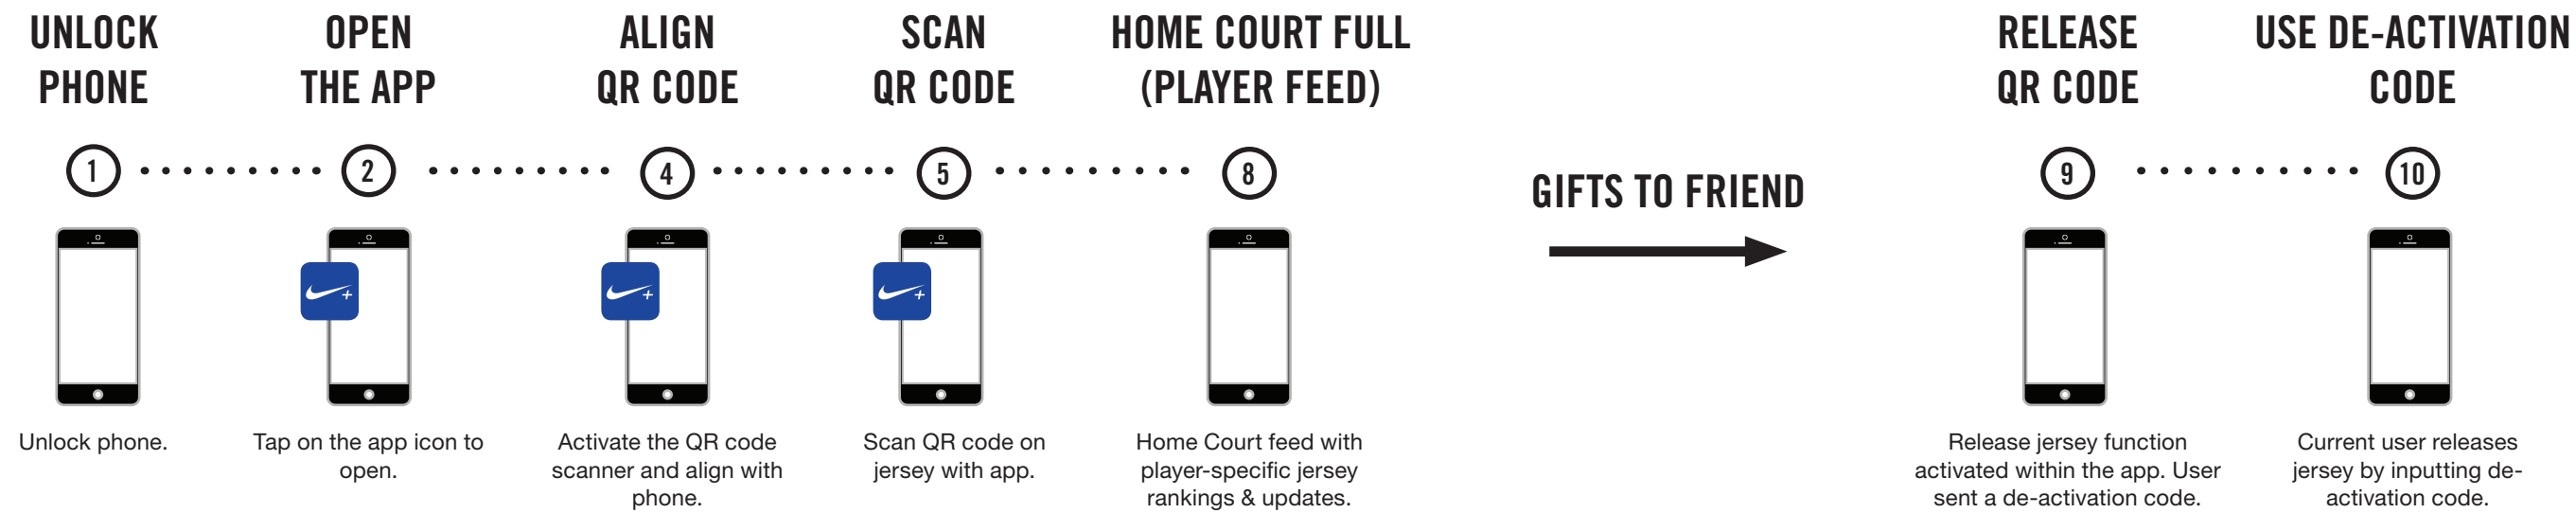 UNLOCK
PHONE
1
Unlock phone.
OPEN
THE APP
2
+
Tap on the app icon to
open.
ALIGN
QR CODE
4
+
Activate the QR code
scanner and align with
phone.
SCAN
QR CODE
5
+
Scan QR code on
jersey with app.
HOME COURT FULL
(PLAYER FEED)
8
Home Court feed with
player-specific jersey
rankings & updates.
GIFTS TO FRIEND
RELEASE
QR CODE
9
Release jersey function
activated within the app. User
sent a de-activation code.
USE DE-ACTIVATION
CODE
10
Current user releases
jersey by inputting de-
activation code.